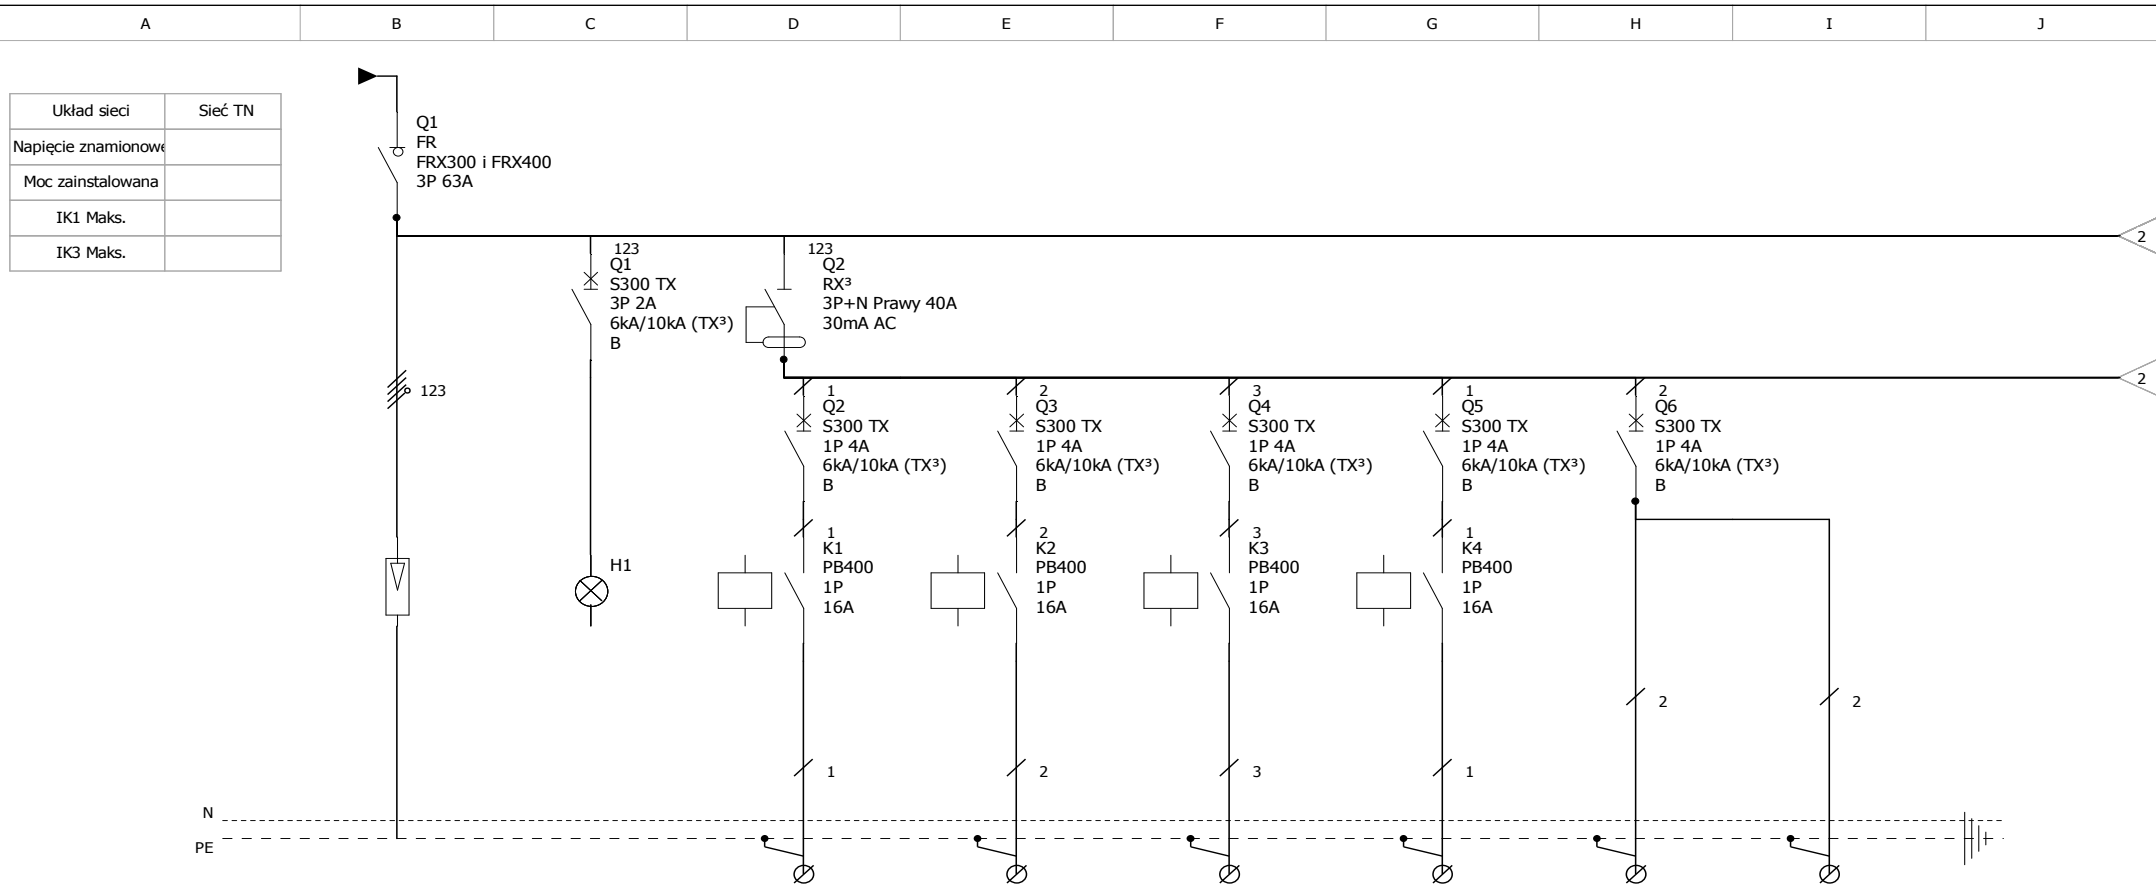 A B C D E F G H I J
Układ sieci Sieć TN
Napięcie znamionowe
Moc zainstalowana
IK1 Maks.
IK3 Maks.
Q1
FR
FRX300 i FRX400
3P 63A
2
123
Q1
S300 TX
3P 2A
6kA/10kA (TX³)
B
123
Q2
RX³
3P+N Prawy 40A
30mA AC
2
123
1
Q2
S300 TX
1P 4A
6kA/10kA (TX³)
B
2
Q3
S300 TX
1P 4A
6kA/10kA (TX³)
B
3
Q4
S300 TX
1P 4A
6kA/10kA (TX³)
B
1
Q5
S300 TX
1P 4A
6kA/10kA (TX³)
B
2
Q6
S300 TX
1P 4A
6kA/10kA (TX³)
B
H1
1
K1
PB400
1P
16A
2
K2
PB400
1P
16A
3
K3
PB400
1P
16A
1
K4
PB400
1P
16A
2 2
1 2 3 1
N
PE